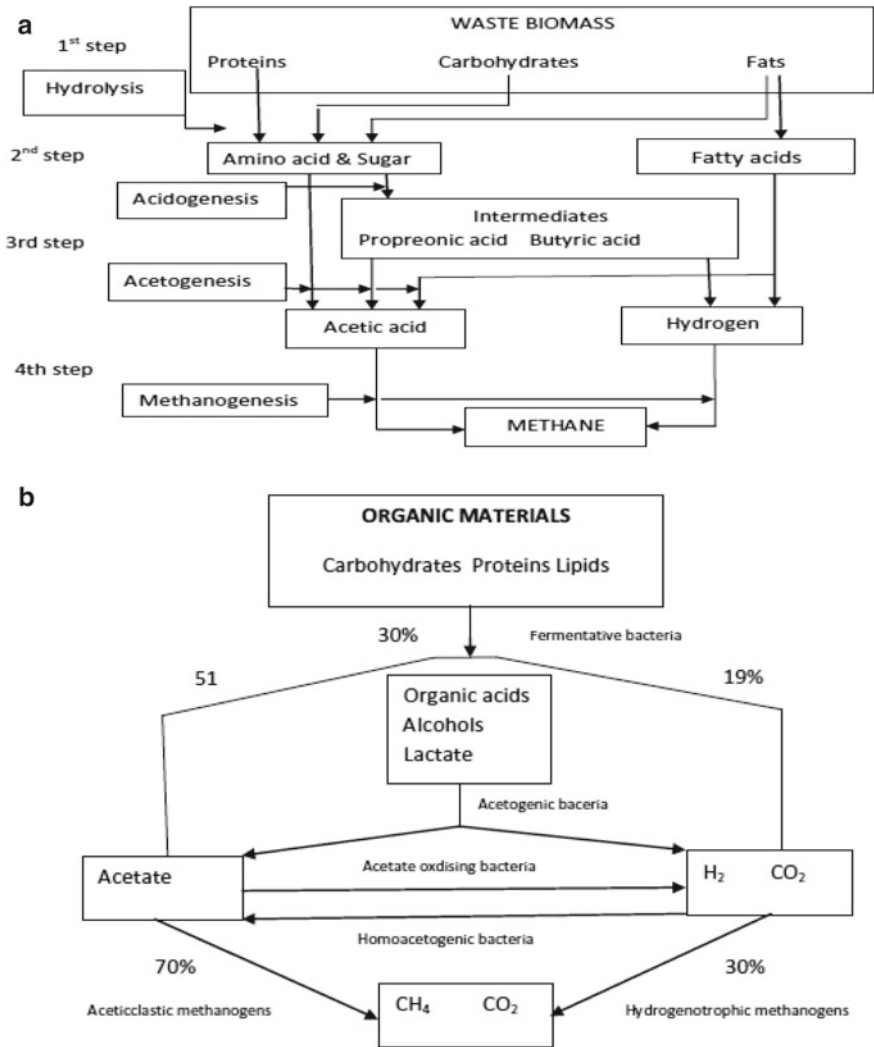 a
WASTE BIOMASS
1st step
Proteins Carbohydrates Fats
Hydrolysis
2nd step
Amino acid & Sugar Fatty acids
Acidogenesis
Intermediates
3rd step
Propreonic acid Butyric acid
Acetogenesis
Acetic acid Hydrogen
4th step
Methanogenesis
METHANE
b
ORGANIC MATERIALS
Carbohydrates Proteins Lipids
30% Fermentative bacteria
51 19%
Organic acids
Alcohols
Lactate
Acetogenic baceria
Acetate Acetate oxdising bacteria H2 CO2
Homoacetogenic bacteria
70% 30%
Aceticclastic methanogens CH4 CO2 Hydrogenotrophic methanogens